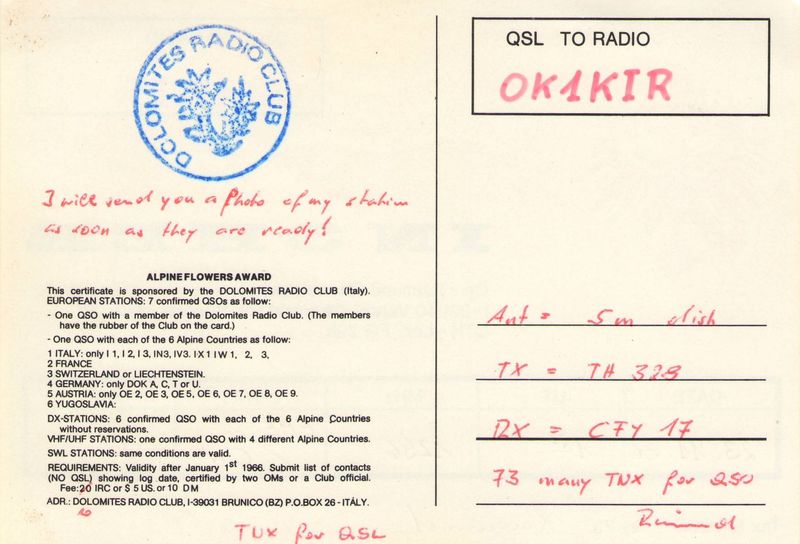 DOLOMITES RADIO CLUB
I will send you a Photo of my station
as soon as they are ready!
ALPINE FLOWERS AWARD
This certificate is sponsored by the DOLOMITES RADIO CLUB (Italy).
EUROPEAN STATIONS: 7 confirmed QSOs as follow:
- One QSO with a member of the Dolomites Radio Club. (The members
have the rubber of the Club on the card.)
- One QSO with each of the 6 Alpine Countries as follow:
1 ITALY: only I 1, I 2, I 3, IN3, IV3. IX1 IW 1, 2, 3,
2 FRANCE
3 SWITZERLAND or LIECHTENSTEIN.
4 GERMANY: only DOK A, C, T or U.
5 AUSTRIA: only OE 2, OE 3, OE 5, OE 6, OE 7, OE 8, OE 9.
6 YUGOSLAVIA:
DX-STATIONS: 6 confirmed QSO with each of the 6 Alpine Countries
without reservations.
VHF/UHF STATIONS: one confirmed QSO with 4 different Alpine Countries.
SWL STATIONS: same conditions are valid.
REQUIREMENTS: Validity after January 1st 1966. Submit list of contacts
(NO QSL) showing log date, certified by two OMs or a Club official.
Fee: 20 IRC or $ 5 US. or 10 DM
ADR.: DOLOMITES RADIO CLUB, I-39031 BRUNICO (BZ) P.O.BOX 26 - ITALY.
TNX for QSL
QSL TO RADIO
OK1KIR
Ant = 5m dish
TX = TH 328
RX = CFY 17
73 many TNX for QSO